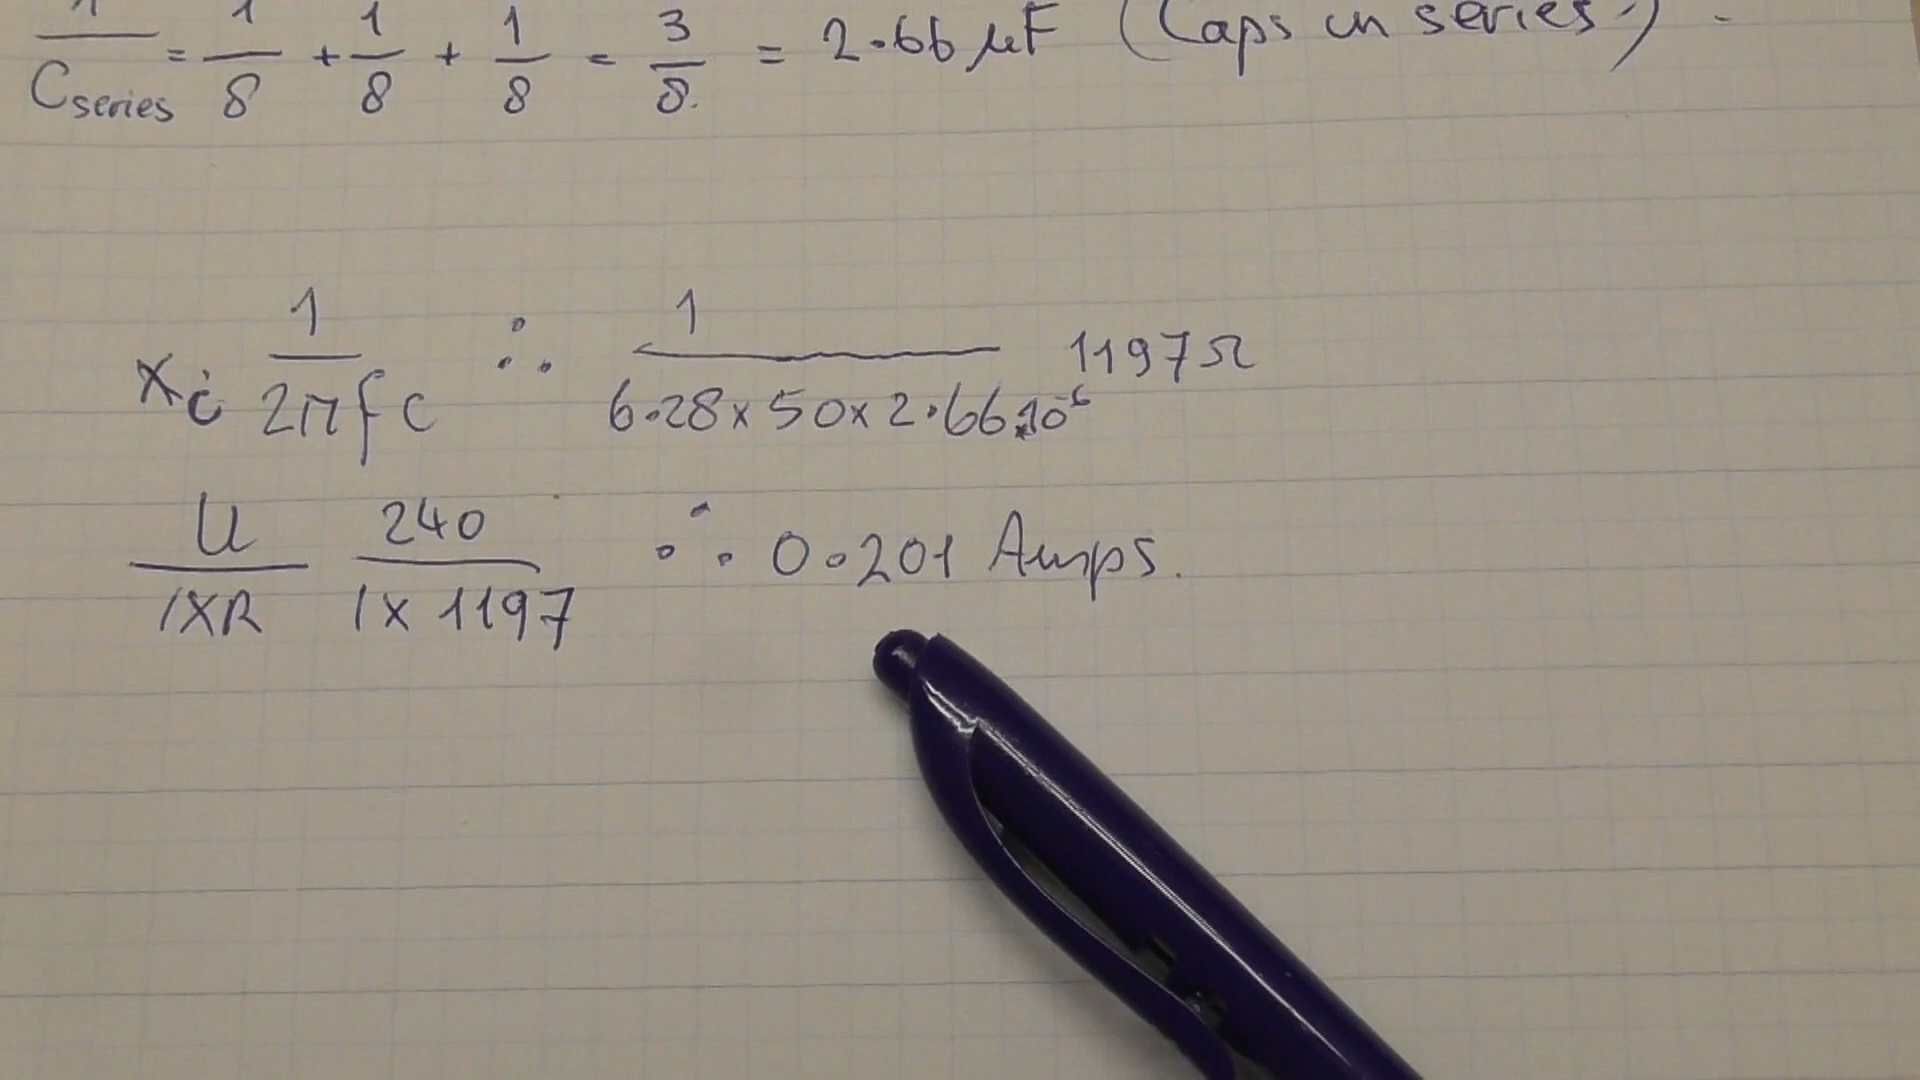 1/Cseries = 1/8 + 1/8 + 1/8 = 3/8 = 2.66 µF (Caps in series.)
Xc 1/2πfc ∴ 1/6.28x50x2.66x10⁻⁶ 1197Ω
U/IXR 240/IX1197 ∴ 0.201 Amps.